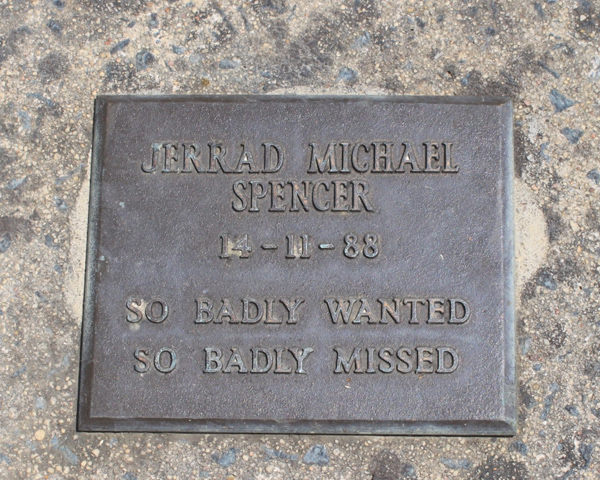 JERRAD MICHAEL
SPENCER
14-11-88
SO BADLY WANTED
SO BADLY MISSED